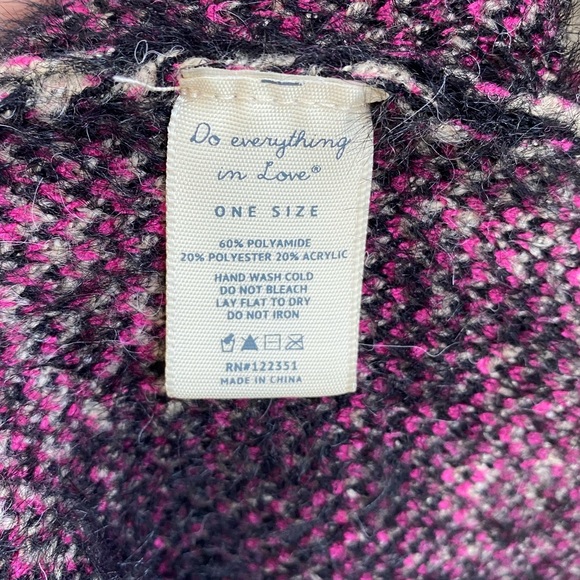 Do everything
in Love®
ONE SIZE
60% POLYAMIDE
20% POLYESTER 20% ACRYLIC
HAND WASH COLD
DO NOT BLEACH
LAY FLAT TO DRY
DO NOT IRON
RN#122351
MADE IN CHINA